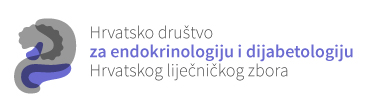 Hrvatsko društvo
za endokrinologiju i dijabetologiju
Hrvatskog liječničkog zbora